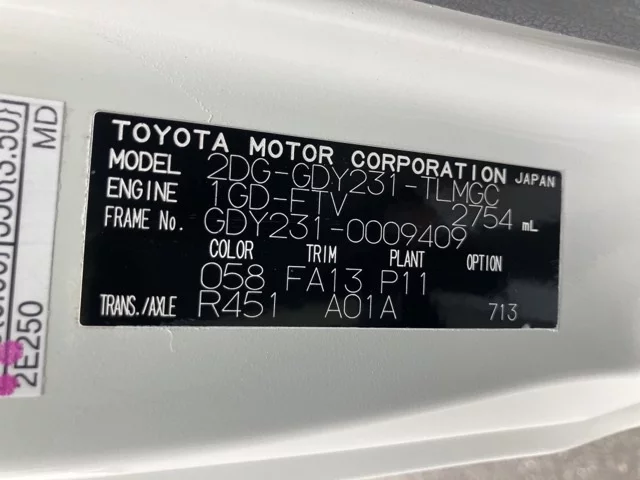 TOYOTA MOTOR CORPORATION JAPAN
MODEL 2DG-GDY231-TLMGC
ENGINE 1GD-FTV 2754 mL
FRAME No. GDY231-0009409
COLOR TRIM PLANT OPTION
058 FA13 P11
TRANS./AXLE R451 A01A 713
MD
2E250